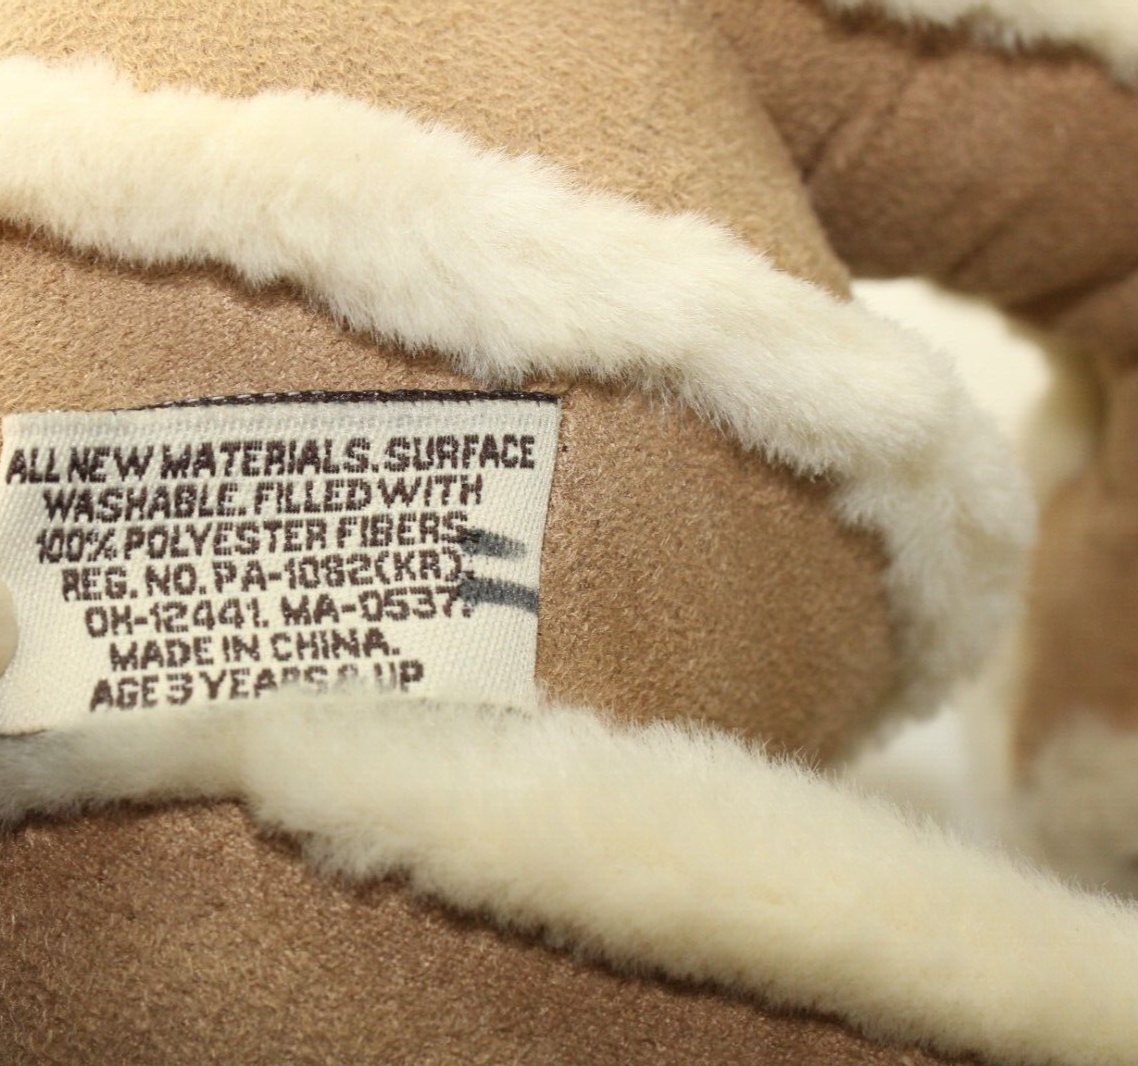 ALL NEW MATERIALS. SURFACE
WASHABLE. FILLED WITH
100% POLYESTER FIBERS.
REG. NO. PA-1082(KR).
OH-12441. MA-0537.
MADE IN CHINA.
AGE 3 YEARS & UP